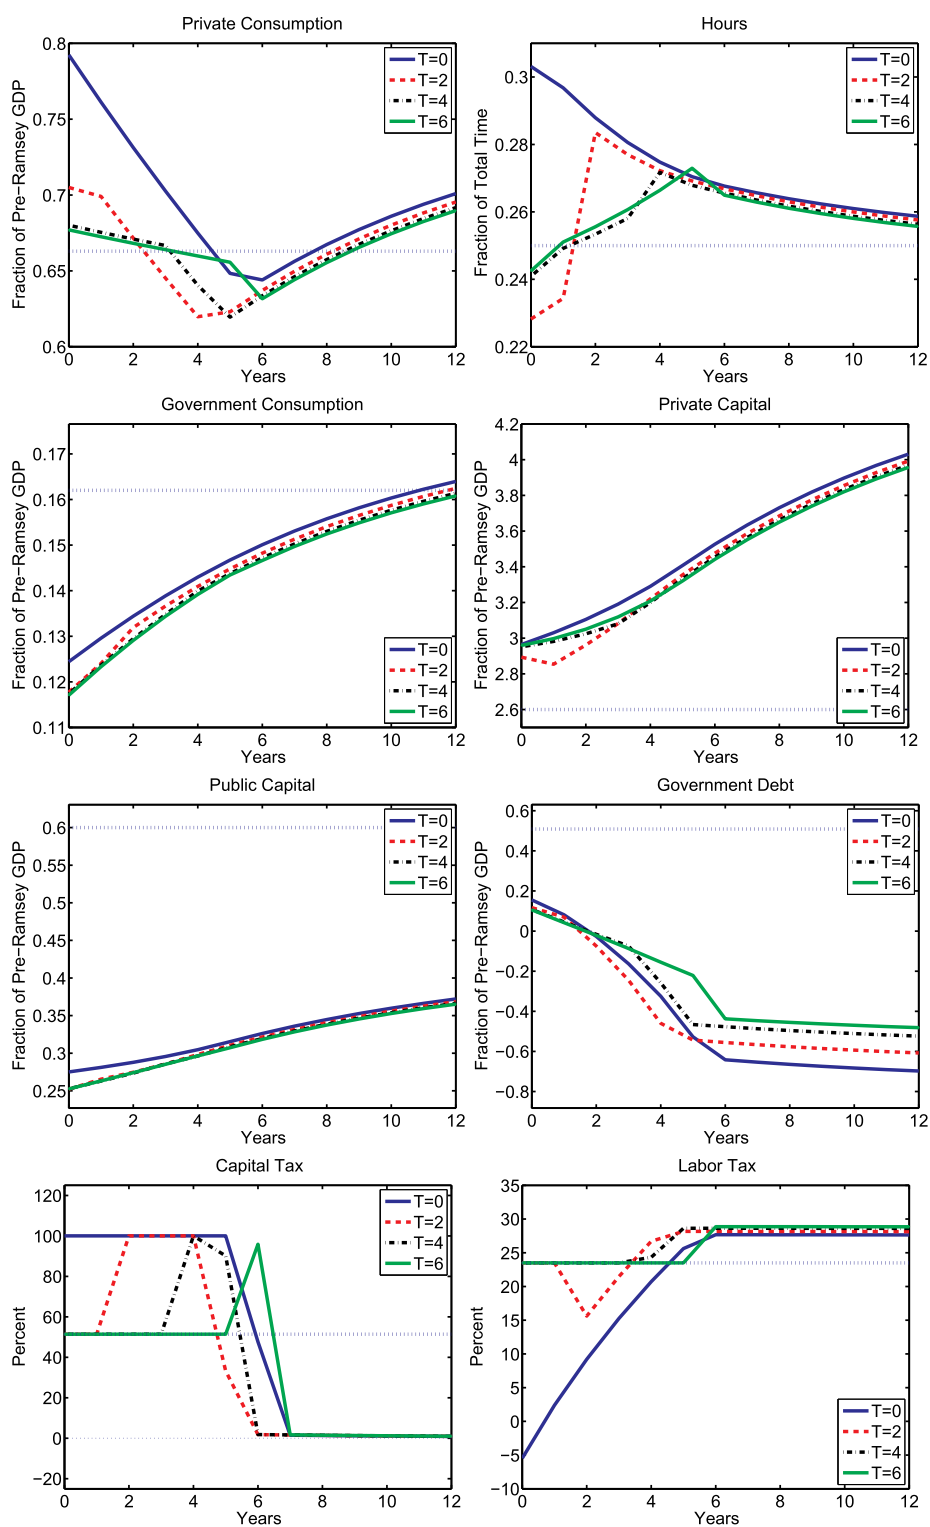 Private Consumption
0.8
0.75
0.7
0.65
0.6
Fraction of Pre−Ramsey GDP
T=0
T=2
T=4
T=6
0 2 4 6 8 10 12
Years
Hours
0.3
0.28
0.26
0.24
0.22
Fraction of Total Time
T=0
T=2
T=4
T=6
0 2 4 6 8 10 12
Years
Government Consumption
0.17
0.16
0.15
0.14
0.13
0.12
0.11
Fraction of Pre−Ramsey GDP
T=0
T=2
T=4
T=6
0 2 4 6 8 10 12
Years
Private Capital
4.2
4
3.8
3.6
3.4
3.2
3
2.8
2.6
Fraction of Pre−Ramsey GDP
T=0
T=2
T=4
T=6
0 2 4 6 8 10 12
Years
Public Capital
0.6
0.55
0.5
0.45
0.4
0.35
0.3
0.25
Fraction of Pre−Ramsey GDP
T=0
T=2
T=4
T=6
0 2 4 6 8 10 12
Years
Government Debt
0.6
0.4
0.2
0
−0.2
−0.4
−0.6
−0.8
Fraction of Pre−Ramsey GDP
T=0
T=2
T=4
T=6
0 2 4 6 8 10 12
Years
Capital Tax
120
100
80
60
40
20
0
−20
Percent
T=0
T=2
T=4
T=6
0 2 4 6 8 10 12
Years
Labor Tax
35
30
25
20
15
10
5
0
−5
−10
Percent
T=0
T=2
T=4
T=6
0 2 4 6 8 10 12
Years